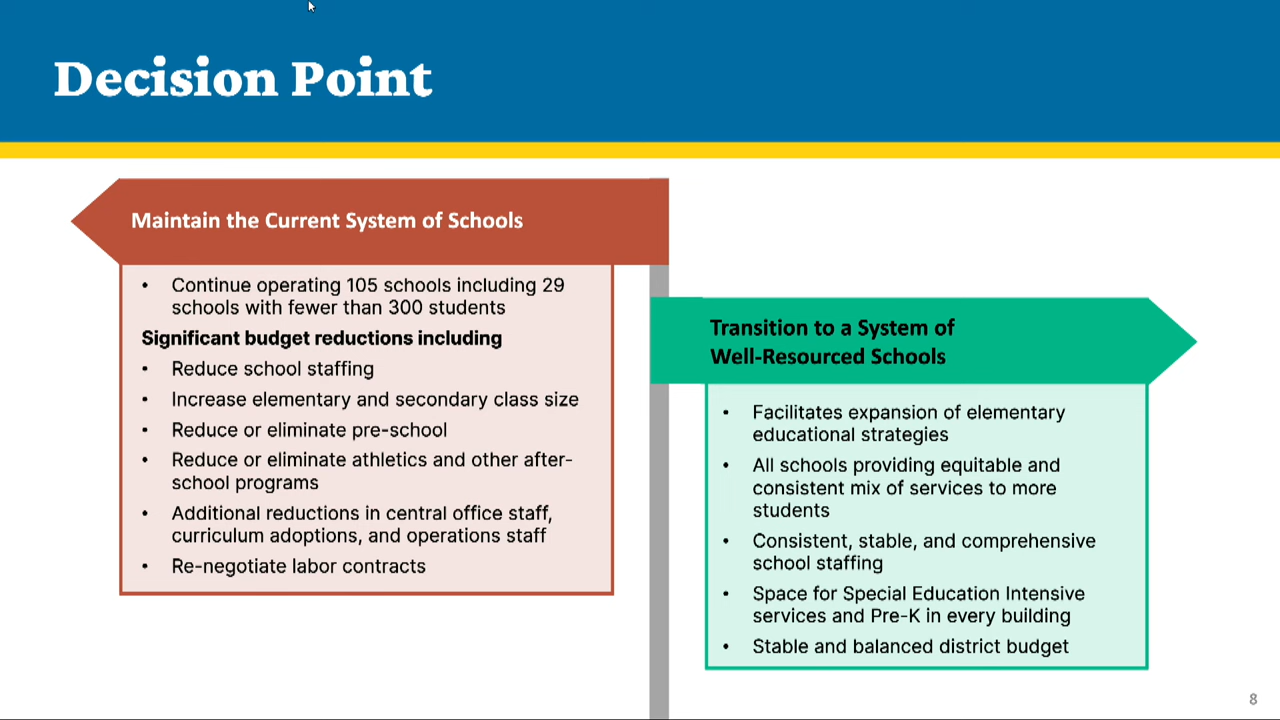 Decision Point
Maintain the Current System of Schools
• Continue operating 105 schools including 29
schools with fewer than 300 students
Significant budget reductions including
• Reduce school staffing
• Increase elementary and secondary class size
• Reduce or eliminate pre-school
• Reduce or eliminate athletics and other after-
school programs
• Additional reductions in central office staff,
curriculum adoptions, and operations staff
• Re-negotiate labor contracts
Transition to a System of
Well-Resourced Schools
• Facilitates expansion of elementary
educational strategies
• All schools providing equitable and
consistent mix of services to more
students
• Consistent, stable, and comprehensive
school staffing
• Space for Special Education Intensive
services and Pre-K in every building
• Stable and balanced district budget
8